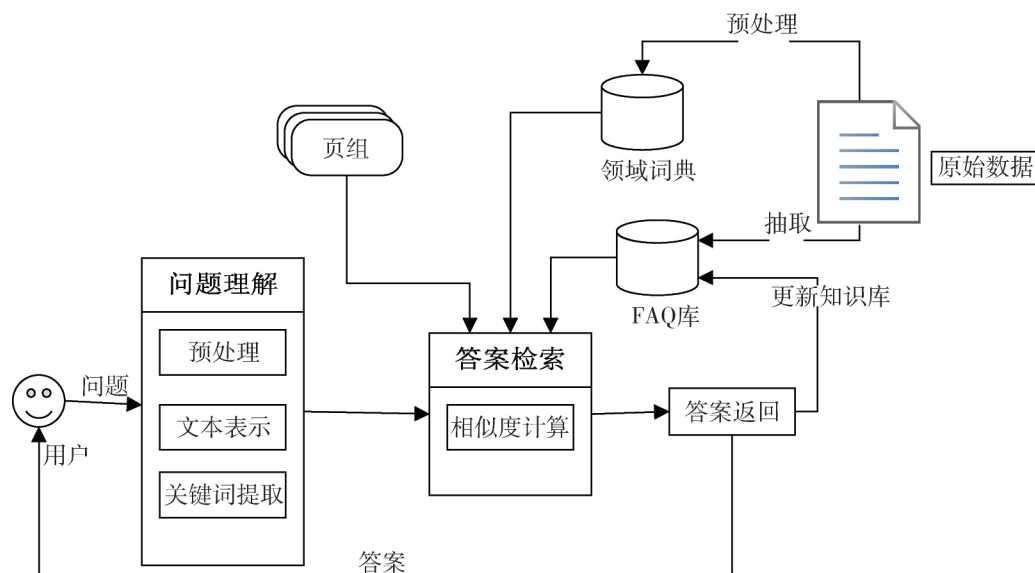 预处理
页组
领域词典
原始数据
抽取
问题理解
FAQ库
更新知识库
预处理
答案检索
问题
文本表示
相似度计算
答案返回
用户
关键词提取
答案